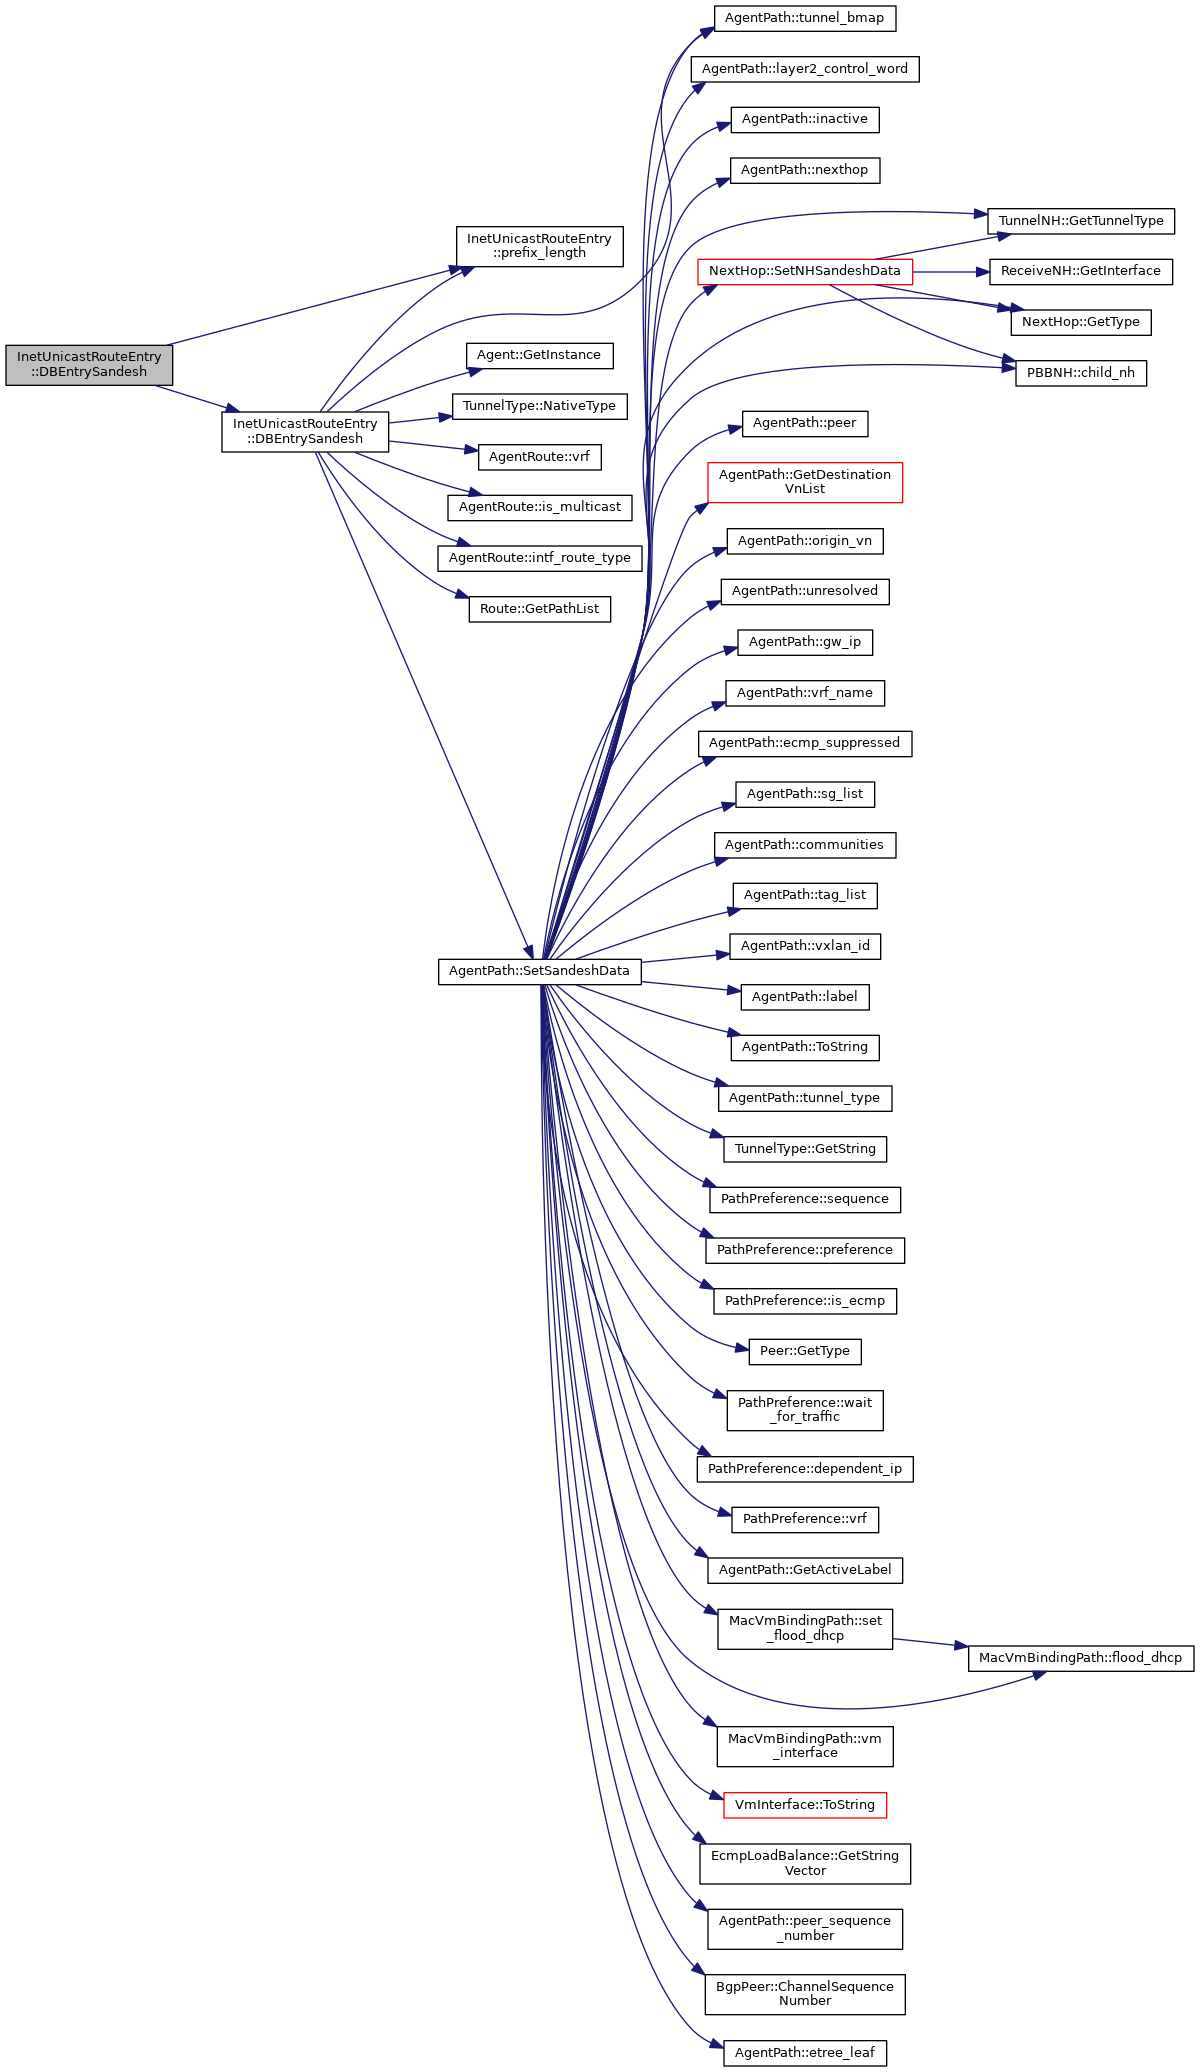 InetUnicastRouteEntry
::DBEntrySandesh
InetUnicastRouteEntry
::prefix_length
InetUnicastRouteEntry
::DBEntrySandesh
Agent::GetInstance
TunnelType::NativeType
AgentRoute::vrf
AgentRoute::is_multicast
AgentRoute::intf_route_type
Route::GetPathList
AgentPath::SetSandeshData
AgentPath::tunnel_bmap
AgentPath::layer2_control_word
AgentPath::inactive
AgentPath::nexthop
NextHop::SetNHSandeshData
TunnelNH::GetTunnelType
ReceiveNH::GetInterface
NextHop::GetType
PBBNH::child_nh
AgentPath::peer
AgentPath::GetDestination
VnList
AgentPath::origin_vn
AgentPath::unresolved
AgentPath::gw_ip
AgentPath::vrf_name
AgentPath::ecmp_suppressed
AgentPath::sg_list
AgentPath::communities
AgentPath::tag_list
AgentPath::vxlan_id
AgentPath::label
AgentPath::ToString
AgentPath::tunnel_type
TunnelType::GetString
PathPreference::sequence
PathPreference::preference
PathPreference::is_ecmp
Peer::GetType
PathPreference::wait
_for_traffic
PathPreference::dependent_ip
PathPreference::vrf
AgentPath::GetActiveLabel
MacVmBindingPath::set
_flood_dhcp
MacVmBindingPath::flood_dhcp
MacVmBindingPath::vm
_interface
VmInterface::ToString
EcmpLoadBalance::GetString
Vector
AgentPath::peer_sequence
_number
BgpPeer::ChannelSequence
Number
AgentPath::etree_leaf